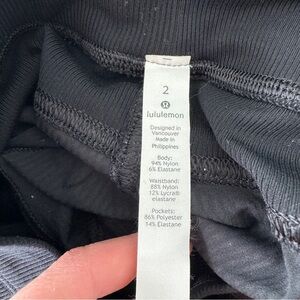 2
lululemon
Designed in
Vancouver
Made in
Philippines
Body:
94% Nylon
6% Elastane
Waistband:
88% Nylon
12% Lycra®
elastane
Pockets:
86% Polyester
14% Elastane